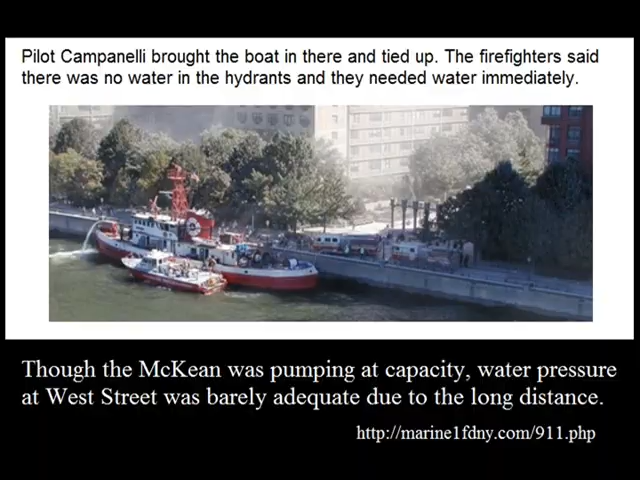 Pilot Campanelli brought the boat in there and tied up. The firefighters said
there was no water in the hydrants and they needed water immediately.
Though the McKean was pumping at capacity, water pressure
at West Street was barely adequate due to the long distance.
http://marine1fdny.com/911.php